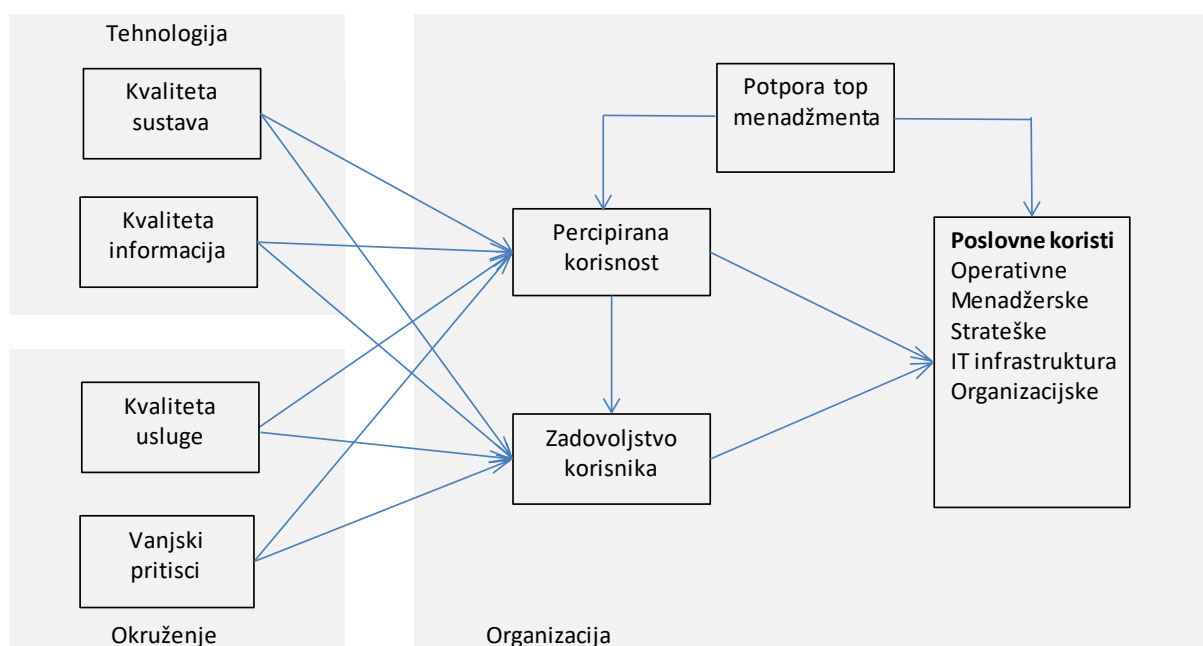 Tehnologija
Kvaliteta
sustava
Kvaliteta
informacija
Kvaliteta
usluge
Vanjski
pritisci
Okruženje
Potpora top
menadžmenta
Percipirana
korisnost
Zadovoljstvo
korisnika
Poslovne koristi
Operativne
Menadžerske
Strateške
IT infrastruktura
Organizacijske
Organizacija